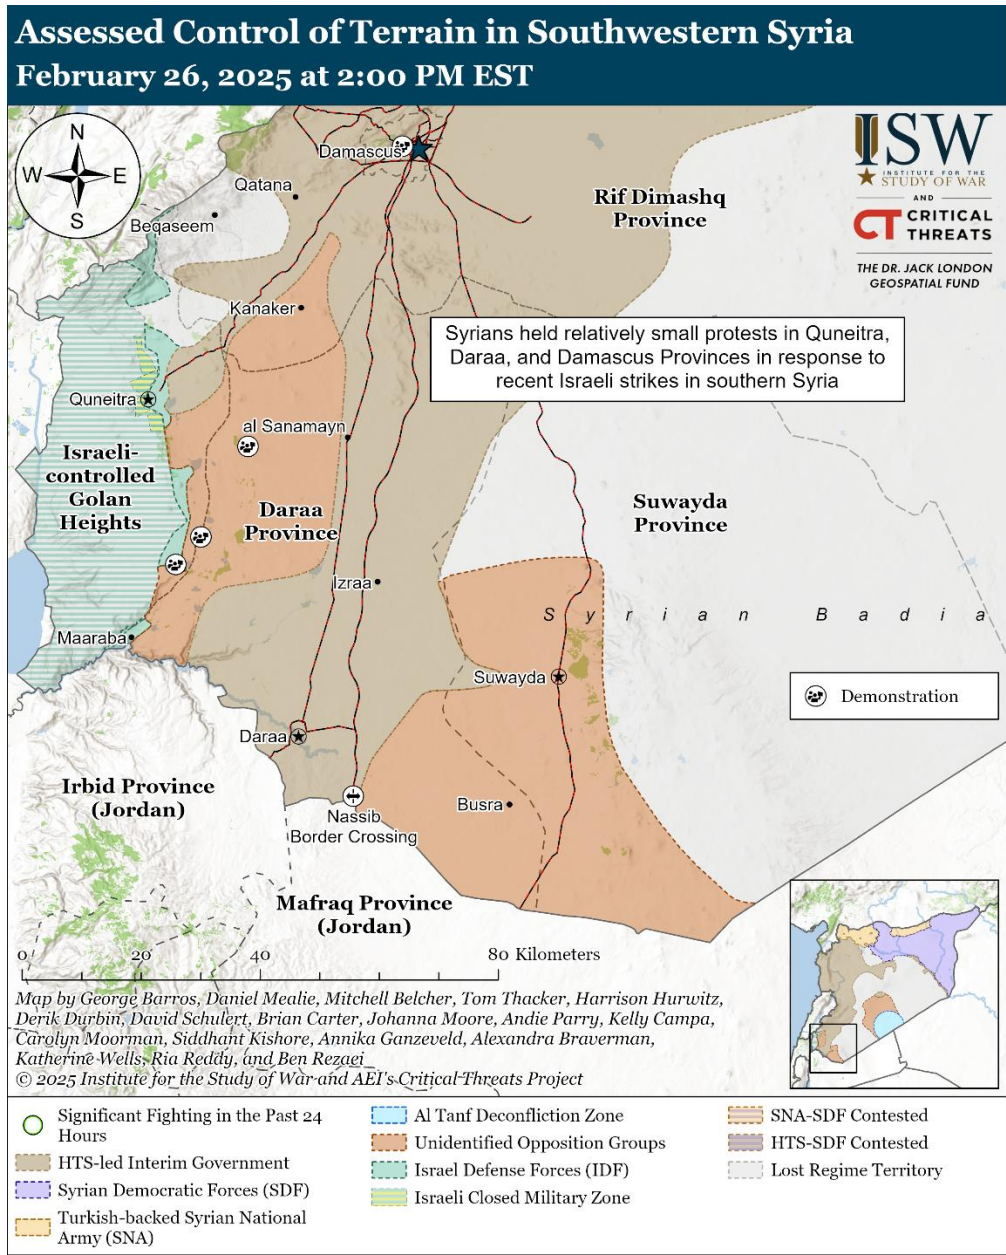 Assessed Control of Terrain in Southwestern Syria
February 26, 2025 at 2:00 PM EST
N
W
E
S
ISW
INSTITUTE FOR THE
STUDY OF WAR
AND
CT CRITICAL
THREATS
THE DR. JACK LONDON
GEOSPATIAL FUND
Damascus
Qatana
Beqaseem
Rif Dimashq
Province
Kanaker
Syrians held relatively small protests in Quneitra,
Daraa, and Damascus Provinces in response to
recent Israeli strikes in southern Syria
Quneitra
al Sanamayn
Israeli-
controlled
Golan
Heights
Daraa
Province
Suwayda
Province
Izraa
Syrian Badia
Maaraba
Suwayda
Demonstration
Daraa
Irbid Province
(Jordan)
Busra
Nassib
Border Crossing
Mafraq Province
(Jordan)
0 20 40 80 Kilometers
Map by George Barros, Daniel Mealie, Mitchell Belcher, Tom Thacker, Harrison Hurwitz,
Derik Durbin, David Schulert, Brian Carter, Johanna Moore, Andie Parry, Kelly Campa,
Carolyn Moorman, Siddhant Kishore, Annika Ganzeveld, Alexandra Braverman,
Katherine Wells, Ria Reddy, and Ben Rezaei
© 2025 Institute for the Study of War and AEI's Critical Threats Project
Significant Fighting in the Past 24
Hours
HTS-led Interim Government
Syrian Democratic Forces (SDF)
Turkish-backed Syrian National
Army (SNA)
Al Tanf Deconfliction Zone
Unidentified Opposition Groups
Israel Defense Forces (IDF)
Israeli Closed Military Zone
SNA-SDF Contested
HTS-SDF Contested
Lost Regime Territory